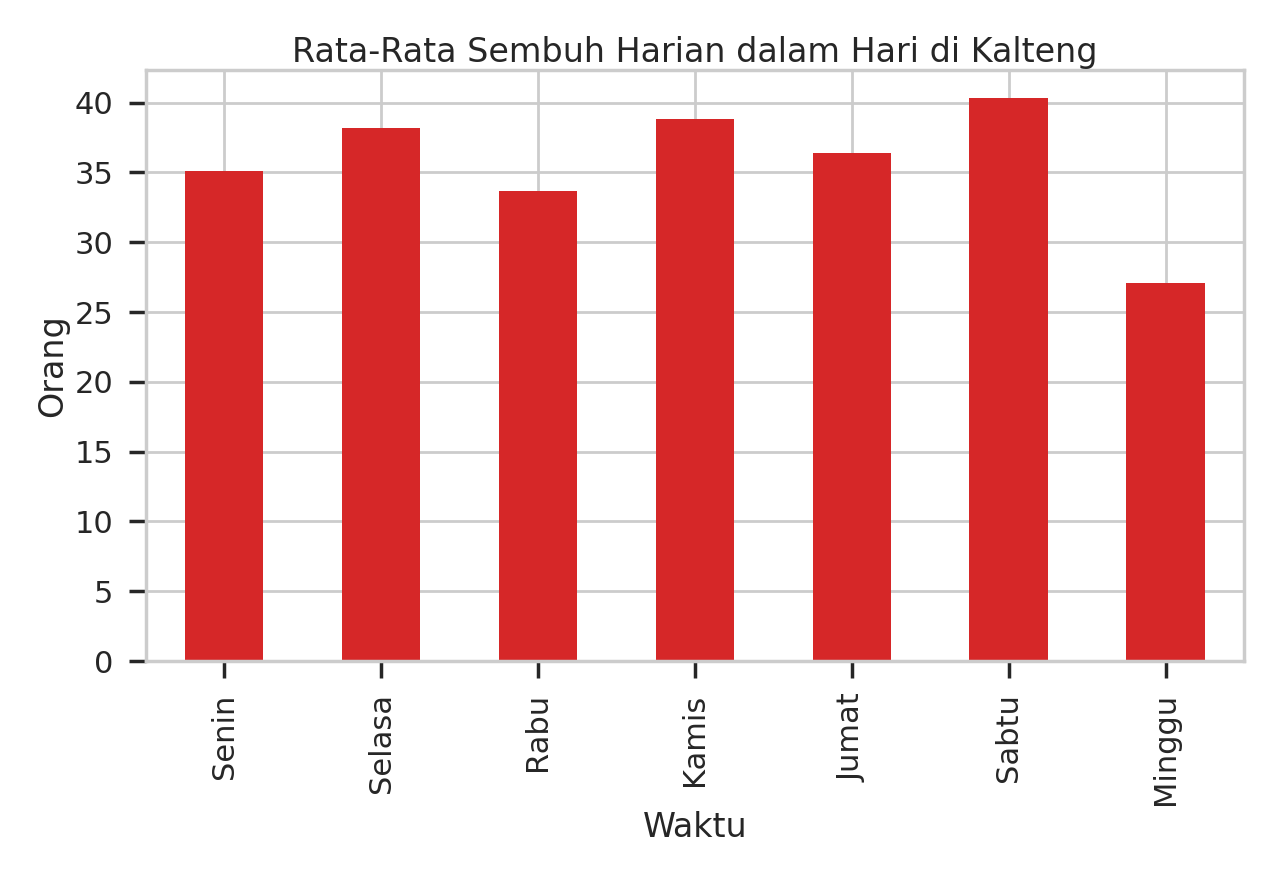 Rata-Rata Sembuh Harian dalam Hari di Kalteng
40
35
30
25
20
15
10
5
0
Orang
Senin
Selasa
Rabu
Kamis
Jumat
Sabtu
Minggu
Waktu